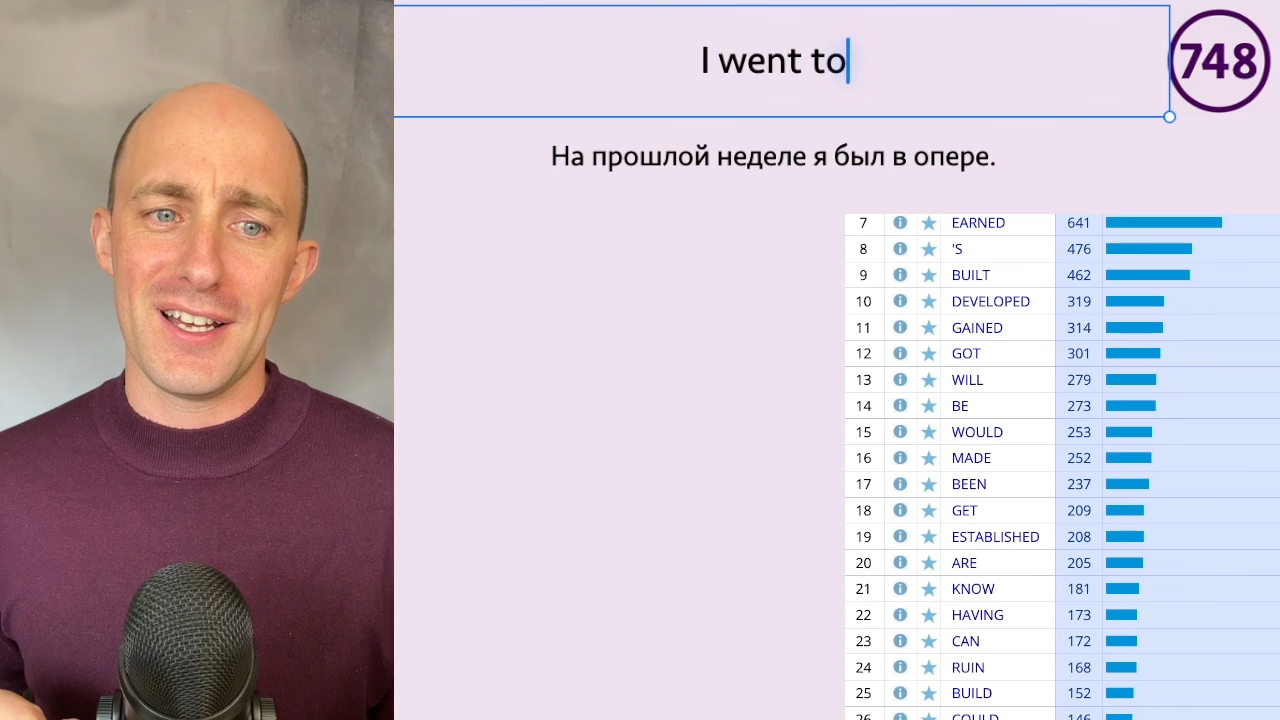 I went to
748
На прошлой неделе я был в опере.
7 EARNED 641
8 'S 476
9 BUILT 462
10 DEVELOPED 319
11 GAINED 314
12 GOT 301
13 WILL 279
14 BE 273
15 WOULD 253
16 MADE 252
17 BEEN 237
18 GET 209
19 ESTABLISHED 208
20 ARE 205
21 KNOW 181
22 HAVING 173
23 CAN 172
24 RUIN 168
25 BUILD 152
26 COULD 146